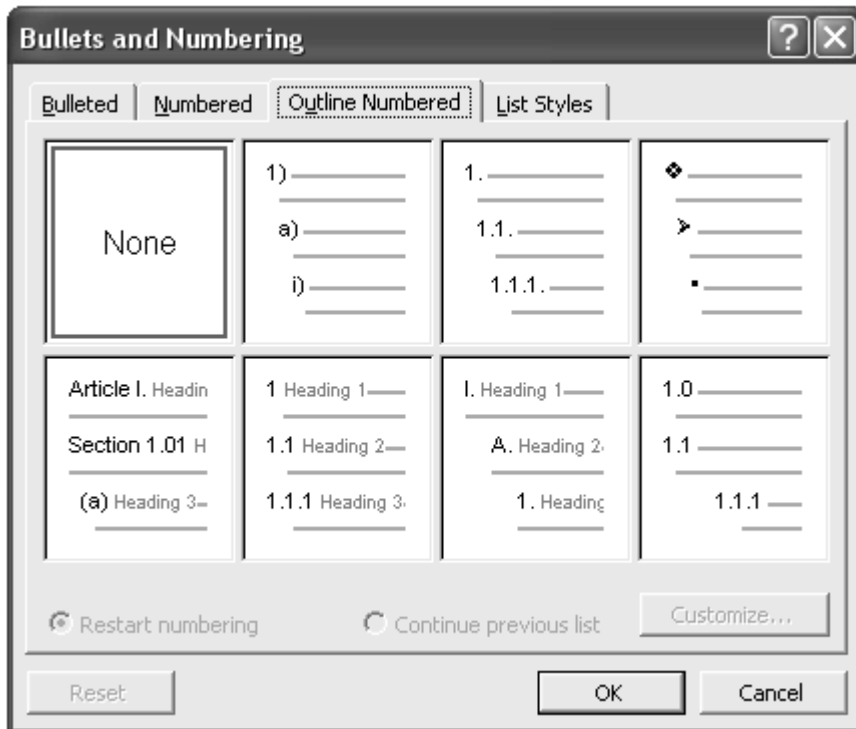 Bullets and Numbering
Bulleted Numbered Outline Numbered List Styles
None
1)
a)
i)
1.
1.1.
1.1.1.
Article I. Headin
Section 1.01 H
(a) Heading 3
1 Heading 1
1.1 Heading 2
1.1.1 Heading 3
I. Heading 1
A. Heading 2
1. Heading
1.0
1.1
1.1.1
Restart numbering Continue previous list Customize...
Reset OK Cancel